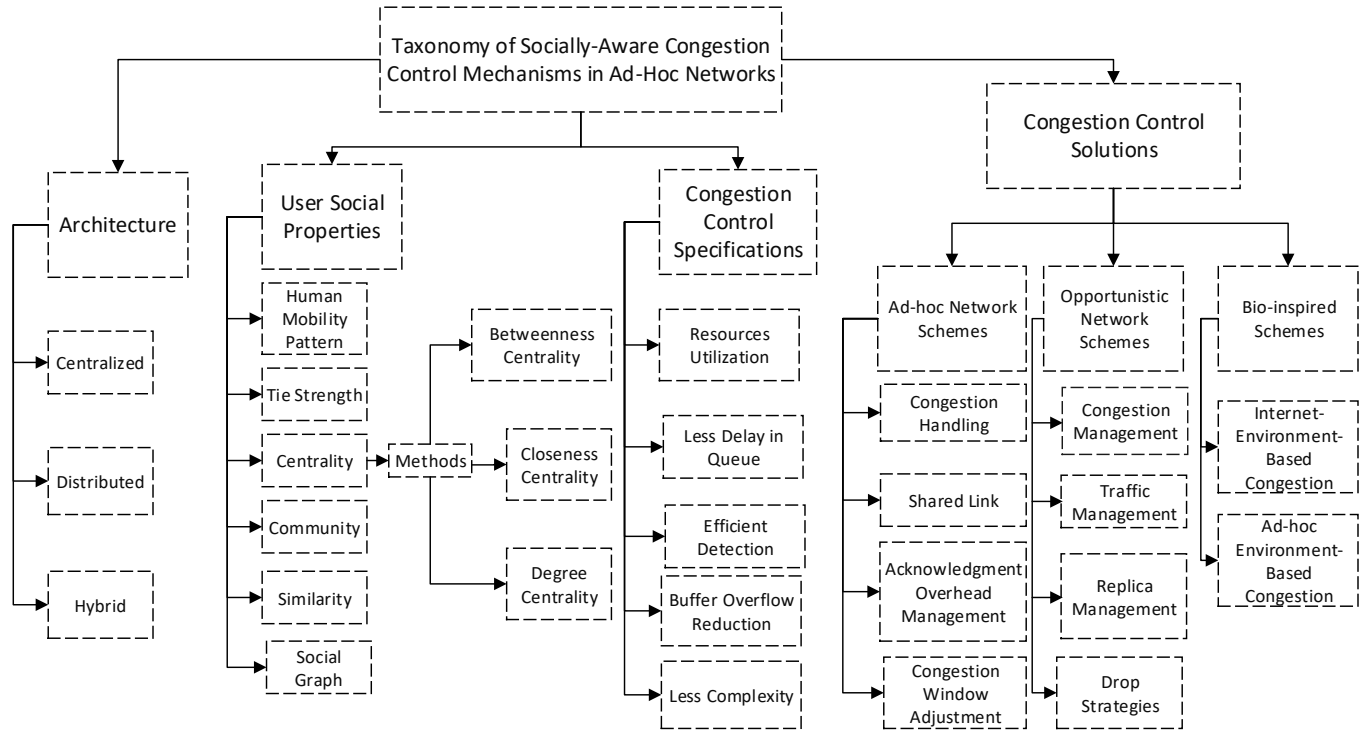 Taxonomy of Socially-Aware Congestion
Control Mechanisms in Ad-Hoc Networks
Architecture
Centralized
Distributed
Hybrid
User Social
Properties
Human
Mobility
Pattern
Tie Strength
Centrality
Community
Similarity
Social
Graph
Methods
Betweenness
Centrality
Closeness
Centrality
Degree
Centrality
Congestion
Control
Specifications
Resources
Utilization
Less Delay in
Queue
Efficient
Detection
Buffer Overflow
Reduction
Less Complexity
Congestion Control
Solutions
Ad-hoc Network
Schemes
Congestion
Handling
Shared Link
Acknowledgment
Overhead
Management
Congestion
Window
Adjustment
Opportunistic
Network
Schemes
Congestion
Management
Traffic
Management
Replica
Management
Drop
Strategies
Bio-inspired
Schemes
Internet-
Environment-
Based Congestion
Ad-hoc
Environment-
Based Congestion